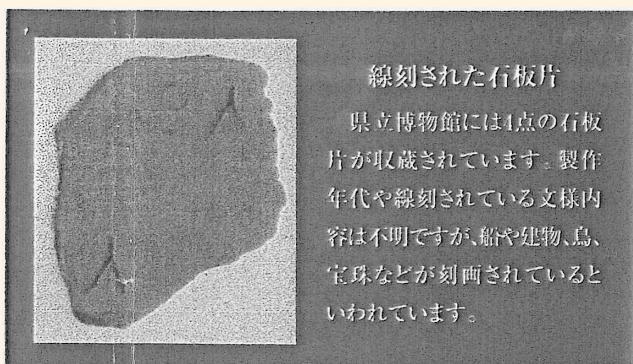 線刻された石板片
県立博物館には4点の石板
片が収蔵されています。製作
年代や線刻されている文様内
容は不明ですが、船や建物、鳥、
宝珠などが刻画されていると
いわれています。